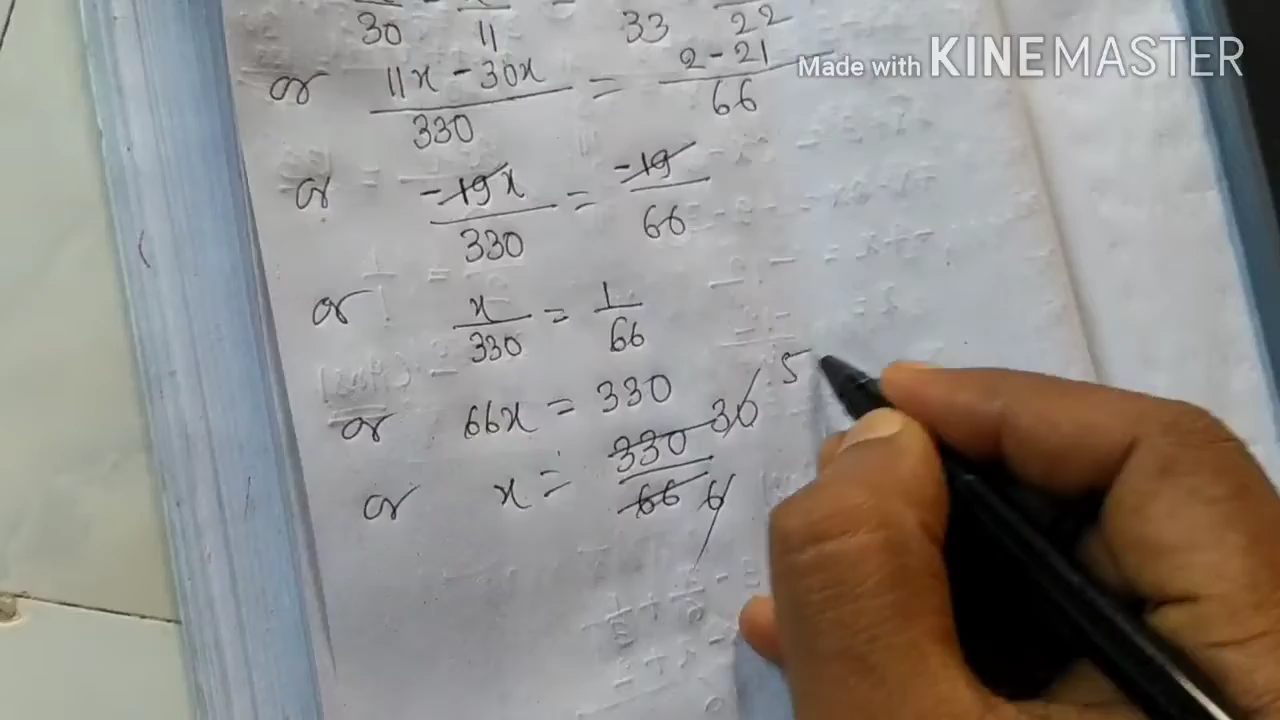 30 11 33 22
or 11x - 30x / 330 = 2 - 21 / 66
Made with KINEMASTER
or -19x / 330 = -19 / 66
or x / 330 = 1 / 66
or 66x = 330
or x = 330 30 5 / 66 6